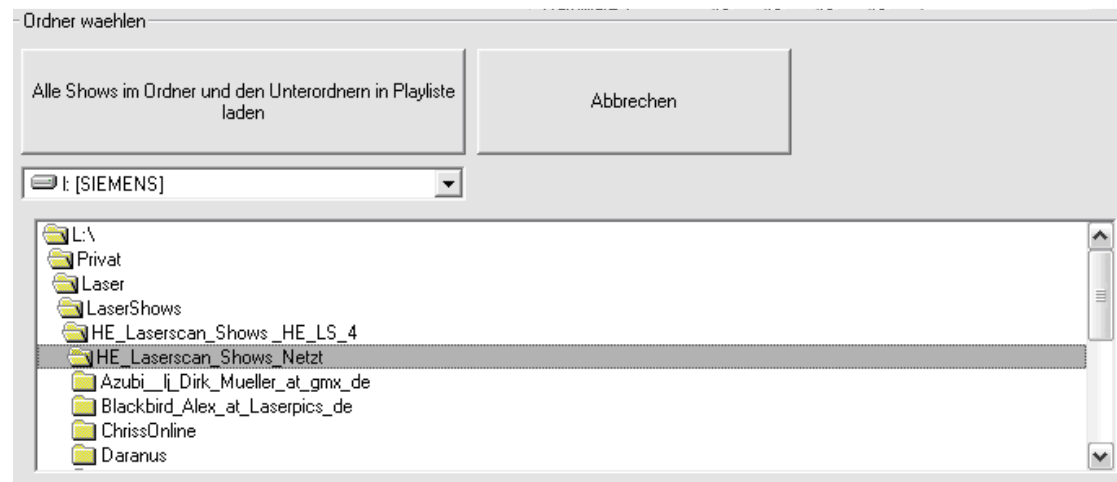 Ordner waehlen
Alle Shows im Ordner und den Unterordnern in Playliste
laden
Abbrechen
l: [SIEMENS]
L:\
Privat
Laser
LaserShows
HE_Laserscan_Shows _HE_LS_4
HE_Laserscan_Shows_Netzt
Azubi__lj_Dirk_Mueller_at_gmx_de
Blackbird_Alex_at_Laserpics_de
ChrissOnline
Daranus